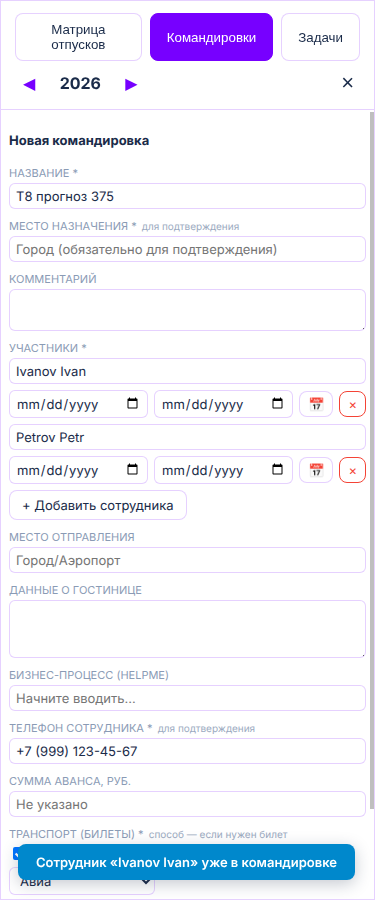 Матрица
отпусков
Командировки
Задачи
◀ 2026 ▶ ×
Новая командировка
НАЗВАНИЕ *
Т8 прогноз 375
МЕСТО НАЗНАЧЕНИЯ * для подтверждения
Город (обязательно для подтверждения)
КОММЕНТАРИЙ
УЧАСТНИКИ *
Ivanov Ivan
mm/dd/yyyy mm/dd/yyyy ×
Petrov Petr
mm/dd/yyyy mm/dd/yyyy ×
+ Добавить сотрудника
МЕСТО ОТПРАВЛЕНИЯ
Город/Аэропорт
ДАННЫЕ О ГОСТИНИЦЕ
БИЗНЕС-ПРОЦЕСС (HELPME)
Начните вводить...
ТЕЛЕФОН СОТРУДНИКА * для подтверждения
+7 (999) 123-45-67
СУММА АВАНСА, РУБ.
Не указано
ТРАНСПОРТ (БИЛЕТЫ) * способ — если нужен билет
Сотрудник «Ivanov Ivan» уже в командировке
Авиа